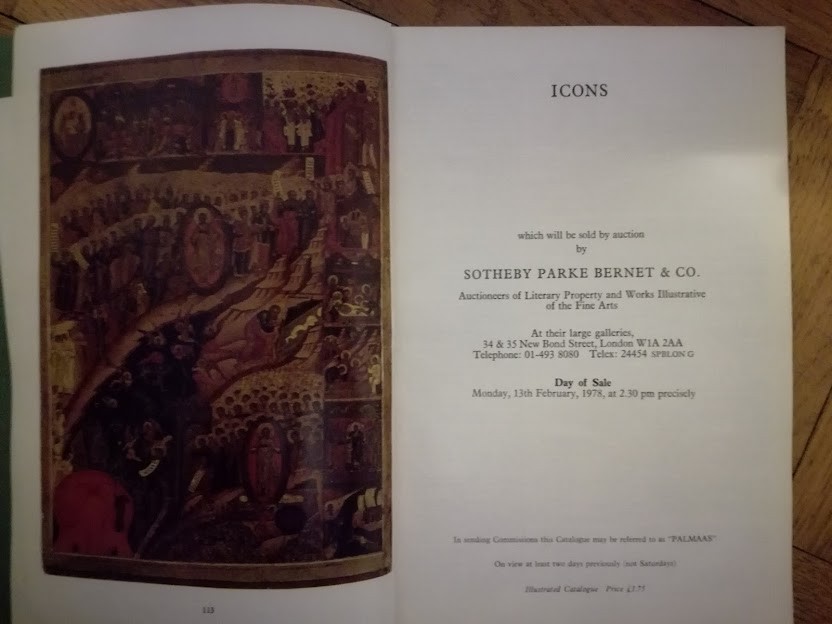 113
ICONS
which will be sold by auction
by
SOTHEBY PARKE BERNET & CO.
Auctioneers of Literary Property and Works Illustrative
of the Fine Arts
At their large galleries,
34 & 35 New Bond Street, London W1A 2AA
Telephone: 01-493 8080 Telex: 24454 SPBLON G
Day of Sale
Monday, 13th February, 1978, at 2.30 pm precisely
In sending Commissions this Catalogue may be referred to as "PALMAAS"
On view at least two days previously (not Saturdays)
Illustrated Catalogue Price